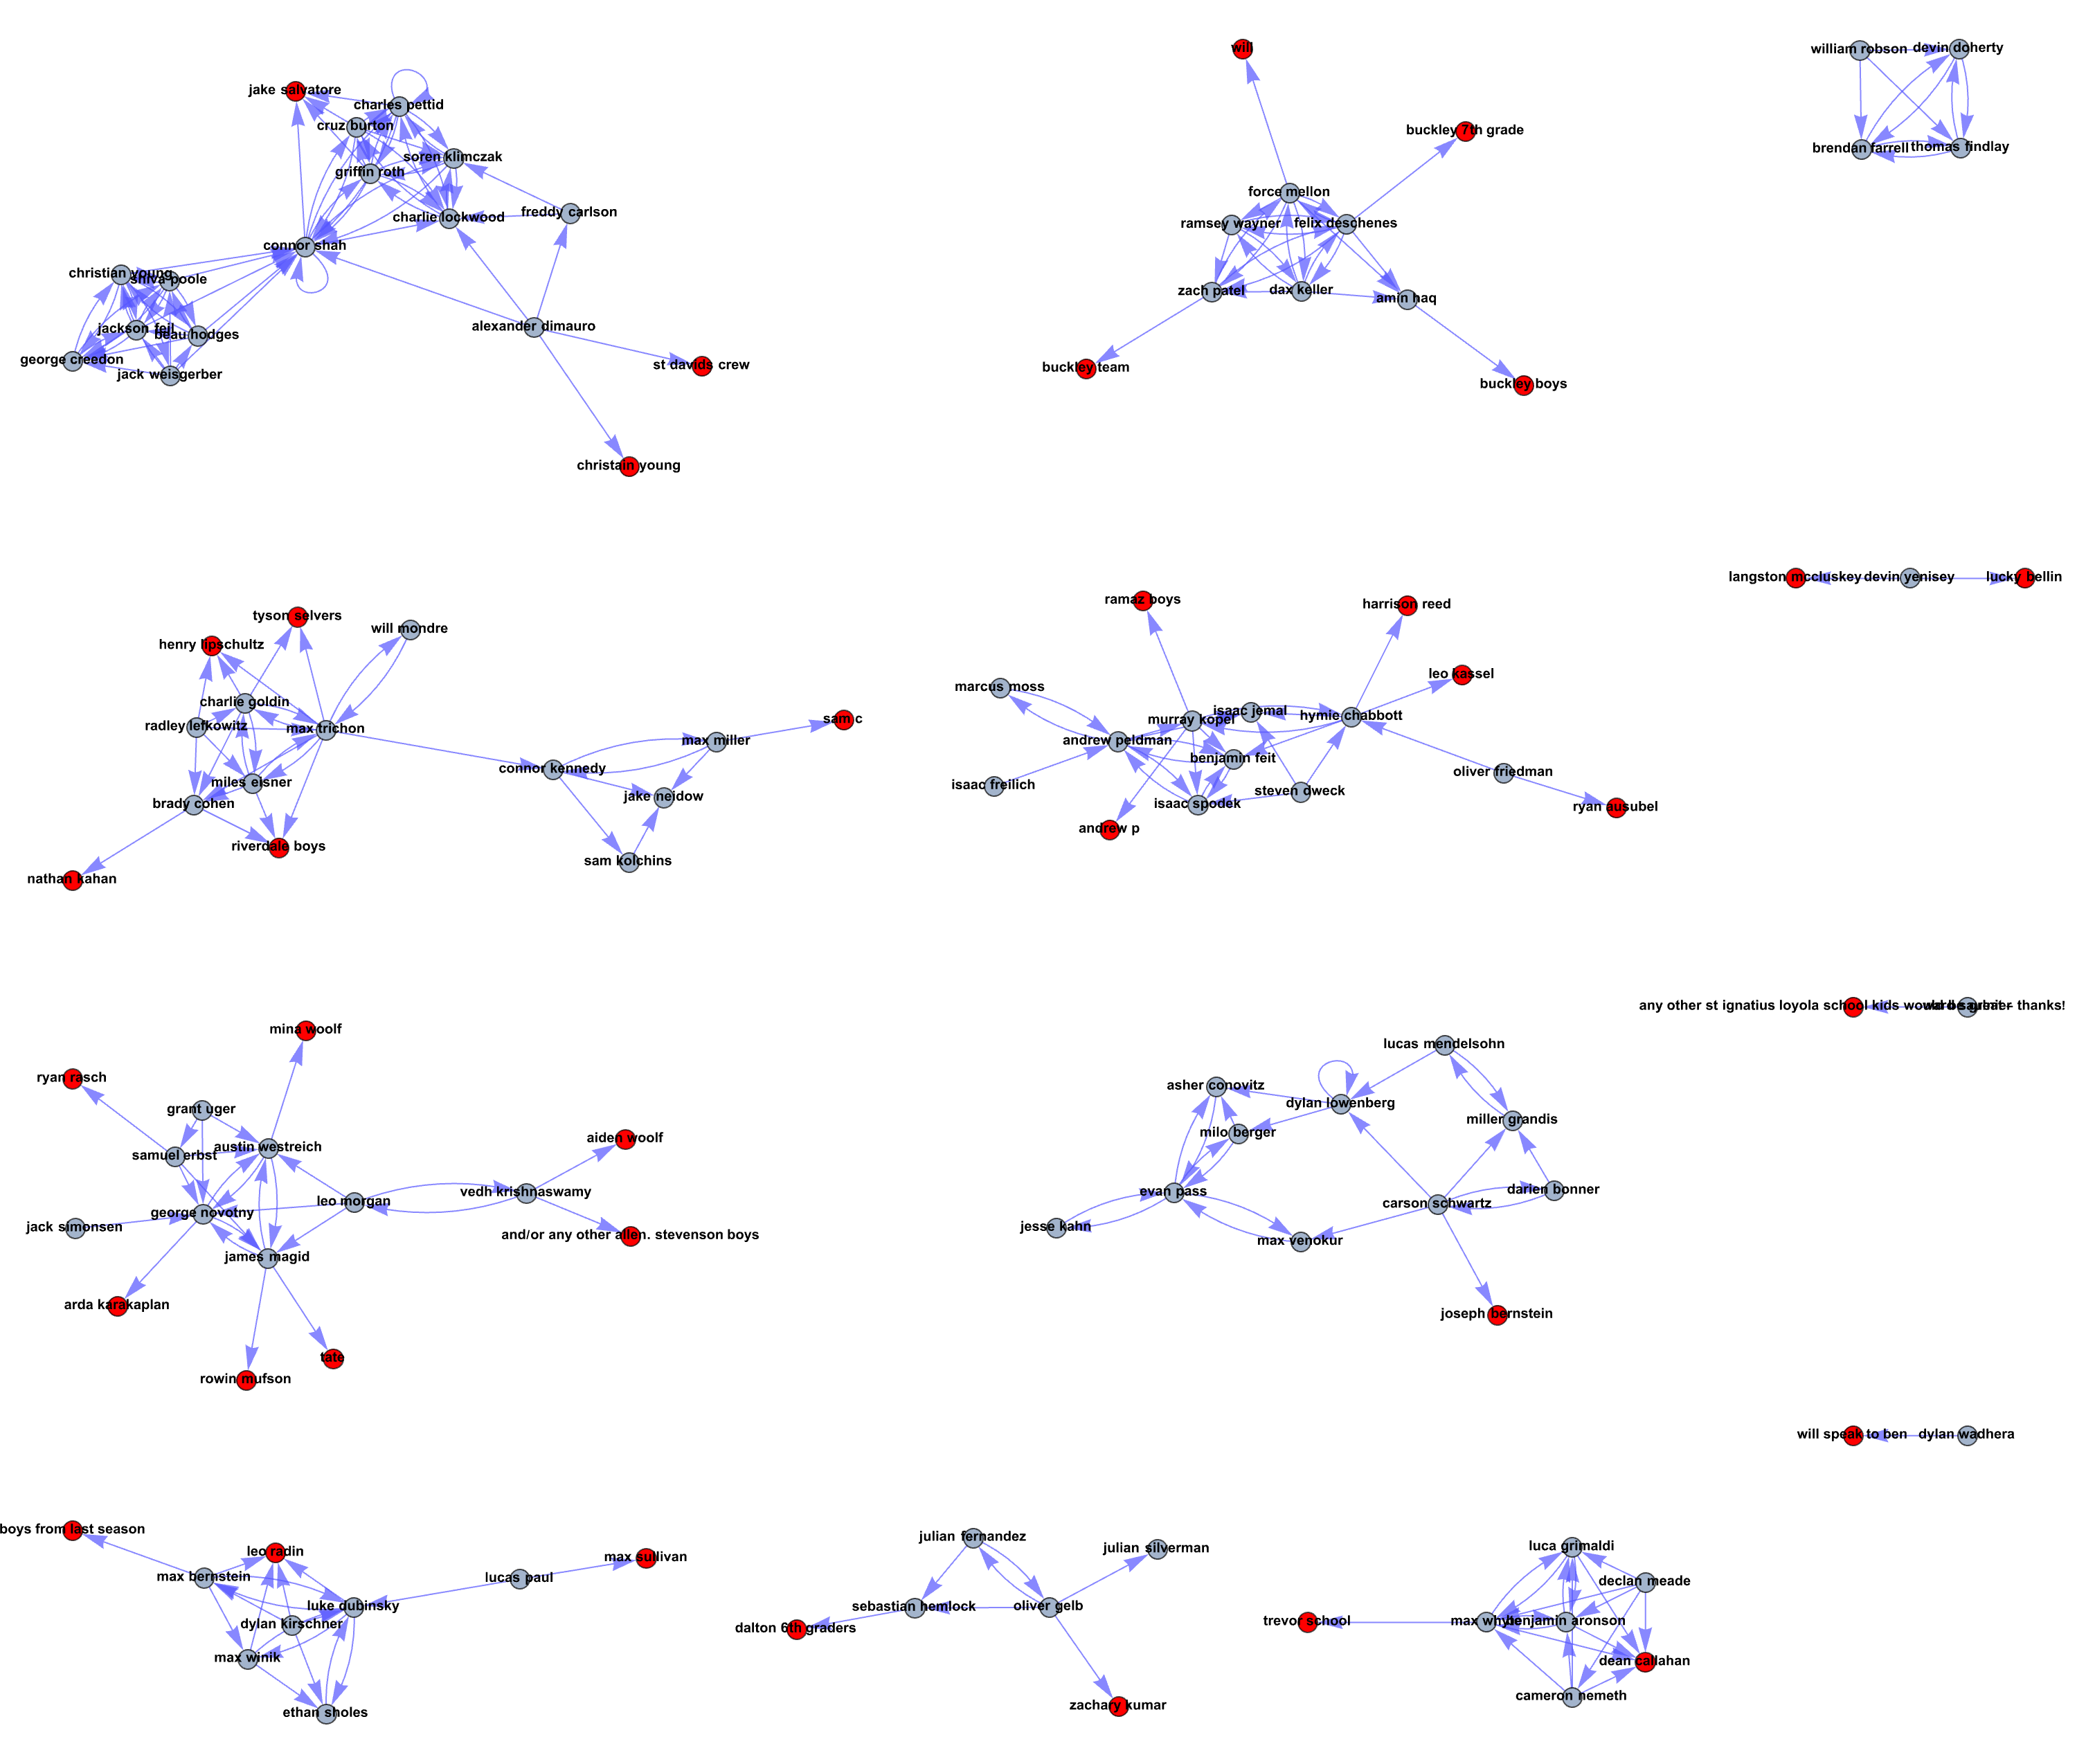 will
william robson
devin doherty
jake salvatore
charles pettid
cruz burton
buckley 7th grade
brendan farrell
thomas findlay
soren klimczak
griffin roth
force mellon
freddy carlson
charlie lockwood
ramsey wayner
felix deschenes
connor shah
christian young
shiva poole
zach patel
dax keller
amin haq
jackson feil
beau hodges
alexander dimauro
george creedon
jack weisgerber
st davids crew
buckley team
buckley boys
christain young
langston mccluskey
devin yenisey
lucky bellin
ramaz boys
harrison reed
tyson selvers
will mondre
henry lipschultz
leo kassel
marcus moss
charlie goldin
radley lefkowitz
max trichon
sam c
isaac jemal
murray kopel
hymie chabbott
max miller
andrew peldman
benjamin feit
connor kennedy
oliver friedman
miles eisner
isaac freilich
steven dweck
brady cohen
jake neidow
isaac spodek
ryan ausubel
andrew p
riverdale boys
sam kolchins
nathan kahan
any other st ignatius loyola school kids would be great - thanks!
mina woolf
lucas mendelsohn
ryan rasch
asher conovitz
dylan lowenberg
grant uger
miller grandis
aiden woolf
milo berger
austin westreich
samuel erbst
vedh krishnaswamy
evan pass
darien bonner
leo morgan
carson schwartz
george novotny
jack simonsen
jesse kahn
and/or any other allen. stevenson boys
max venokur
james magid
arda karakaplan
joseph bernstein
tate
rowin mufson
will speak to ben
dylan wadhera
boys from last season
julian fernandez
leo radin
julian silverman
luca grimaldi
max sullivan
max bernstein
lucas paul
declan meade
luke dubinsky
sebastian hemlock
oliver gelb
dylan kirschner
dalton 6th graders
trevor school
max whyte
benjamin aronson
max winik
dean callahan
cameron nemeth
zachary kumar
ethan sholes